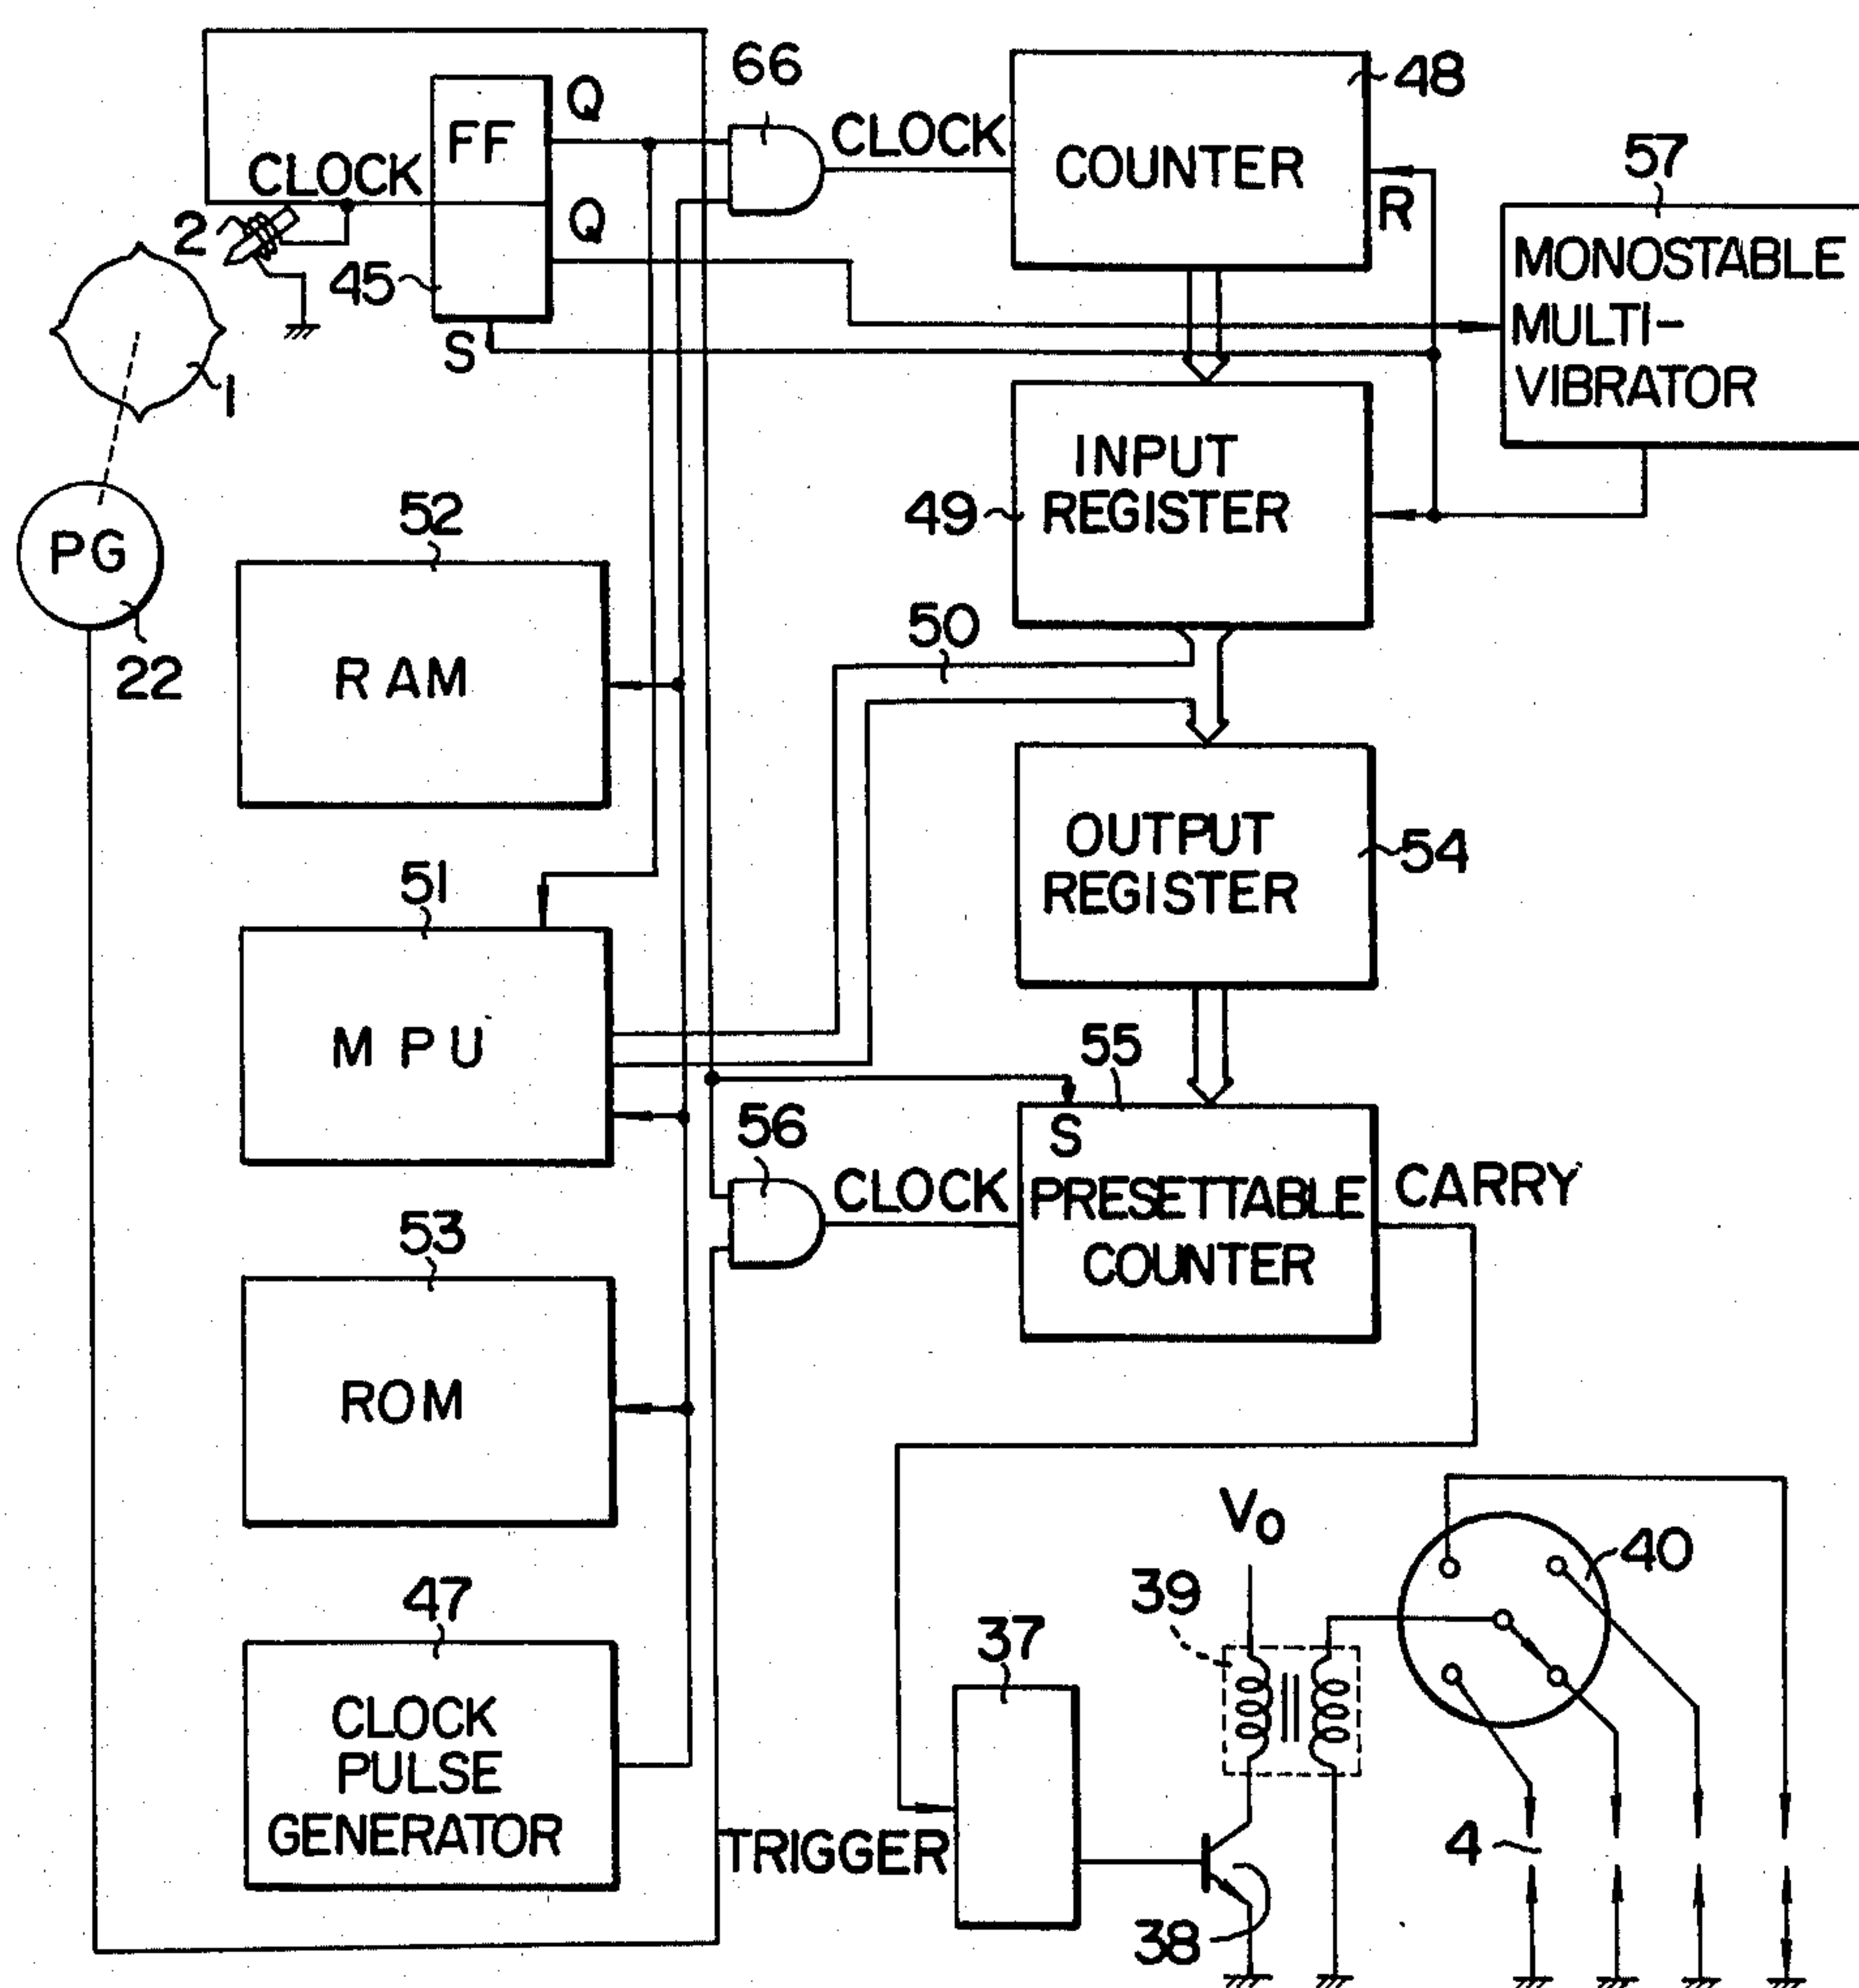 66
Q
FF
CLOCK
48
COUNTER
57
CLOCK
2
Q
R
MONOSTABLE
MULTI-
VIBRATOR
45
S
1
INPUT
REGISTER
49
52
PG
22
RAM
50
OUTPUT
REGISTER
54
51
MPU
55
56
S
CLOCK
PRESETTABLE
COUNTER
CARRY
53
ROM
V0
40
39
47
37
CLOCK
PULSE
GENERATOR
TRIGGER
4
38